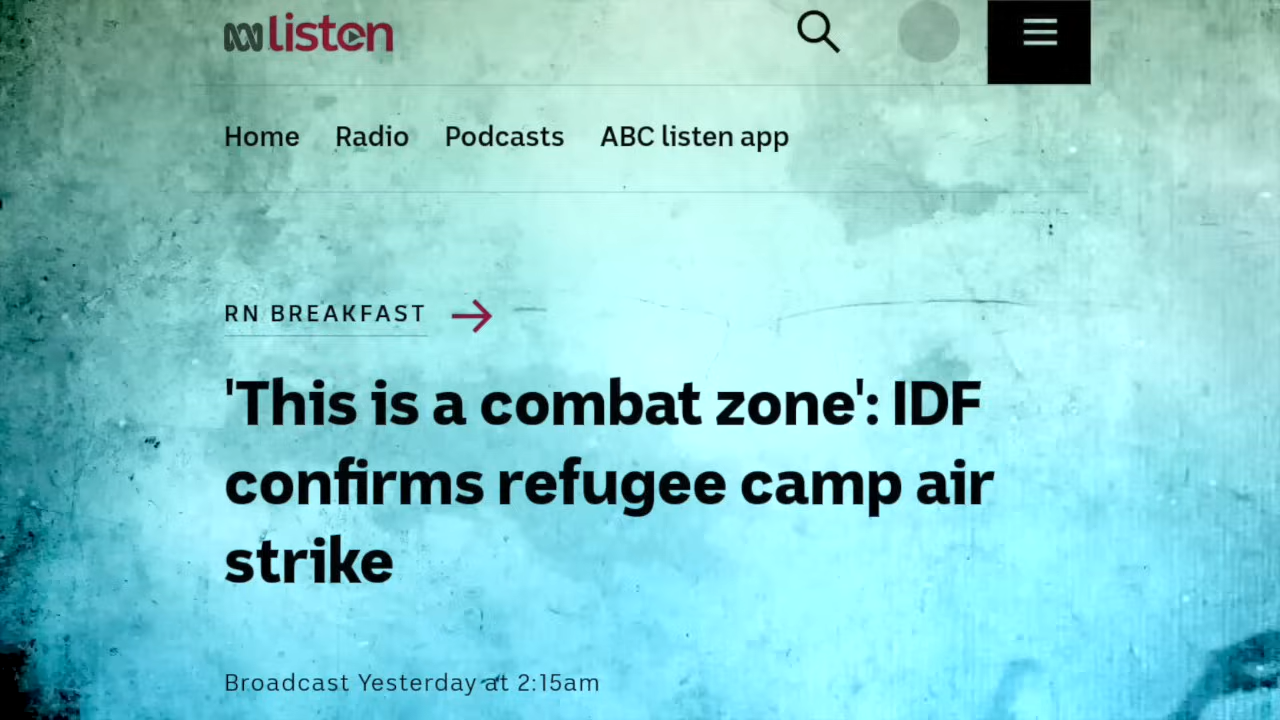 listen
Home Radio Podcasts ABC listen app
RN BREAKFAST
'This is a combat zone': IDF
confirms refugee camp air
strike
Broadcast Yesterday at 2:15am